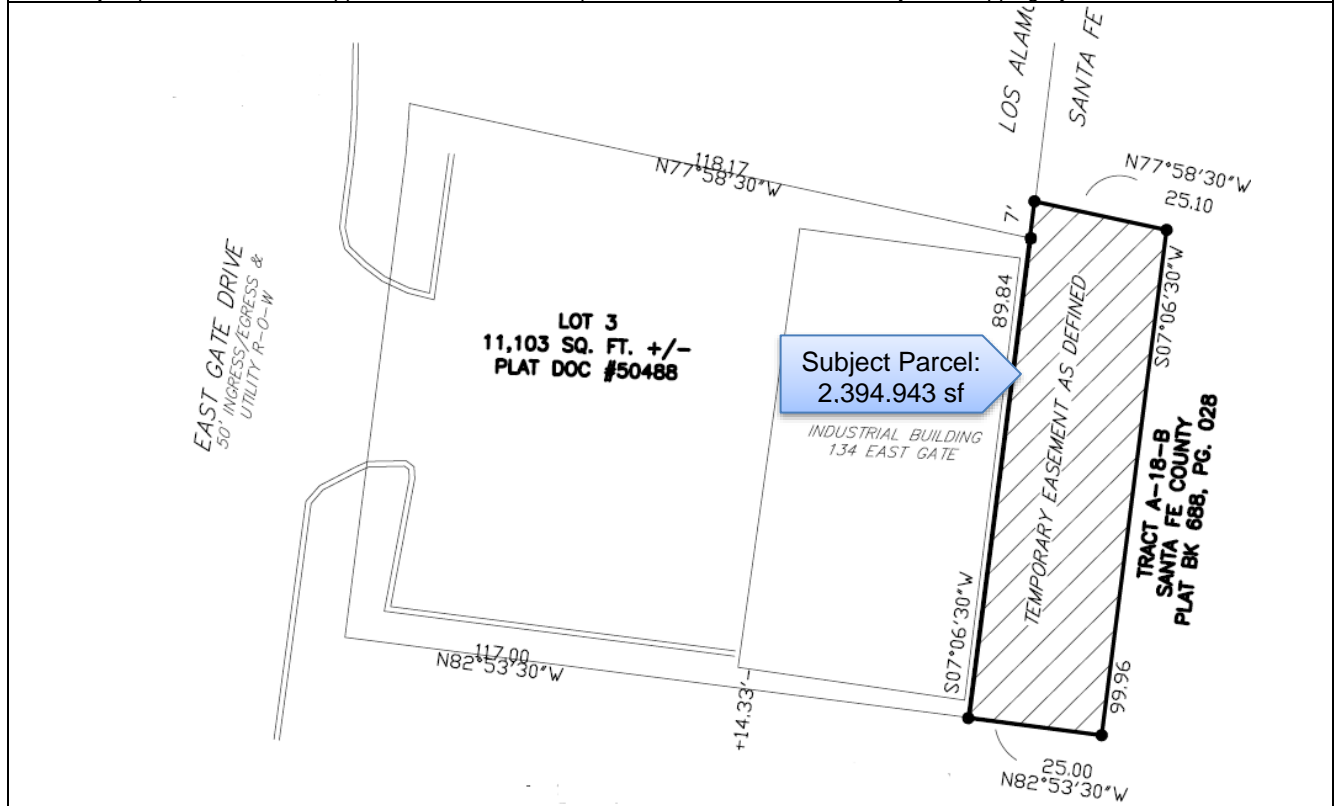 LOS ALAMO
SANTA FE
N77°58'30"W
25.10
118.17
N77°58'30"W
7'
EAST GATE DRIVE
50' INGRESS/EGRESS &
UTILITY R-O-W
LOT 3
11,103 SQ. FT. +/-
PLAT DOC #50488
89.84
S07°06'30"W
Subject Parcel:
2,394.943 sf
INDUSTRIAL BUILDING
134 EAST GATE
TEMPORARY EASEMENT AS DEFINED
TRACT A-18-B
SANTA FE COUNTY
PLAT BK 688, PG. 028
S07°06'30"W
99.96
117.00
N82°53'30"W
+14.33'-
25.00
N82°53'30"W